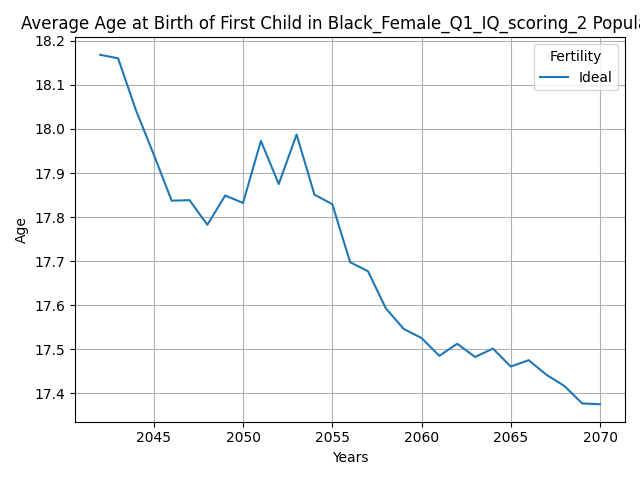 Average Age at Birth of First Child in Black_Female_Q1_IQ_scoring_2 Popula
Fertility
Ideal
18.2
18.1
18.0
17.9
17.8
17.7
17.6
17.5
17.4
Age
2045 2050 2055 2060 2065 2070
Years